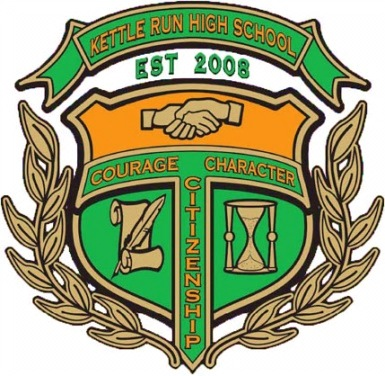 KETTLE RUN HIGH SCHOOL
EST 2008
COURAGE CHARACTER
CITIZENSHIP